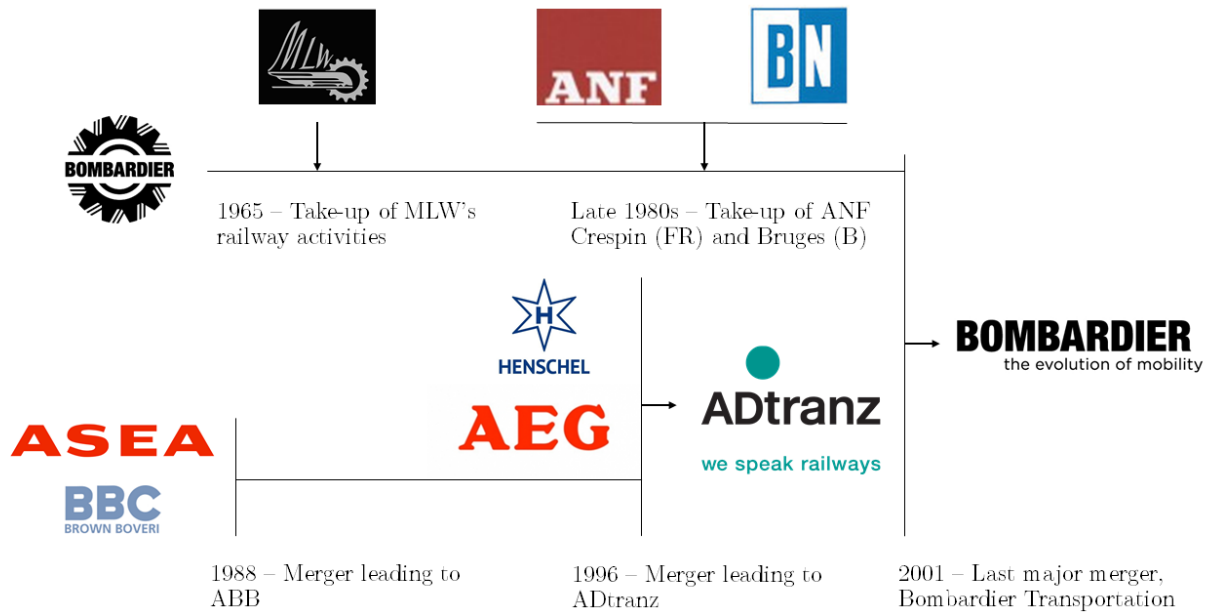 MLW
ANF
BN
BOMBARDIER
1965 – Take-up of MLW's
railway activities
Late 1980s – Take-up of ANF
Crespin (FR) and Bruges (B)
H
HENSCHEL
BOMBARDIER
the evolution of mobility
ADtranz
we speak railways
AEG
ASEA
BBC
BROWN BOVERI
1988 – Merger leading to
ABB
1996 – Merger leading to
ADtranz
2001 – Last major merger,
Bombardier Transportation